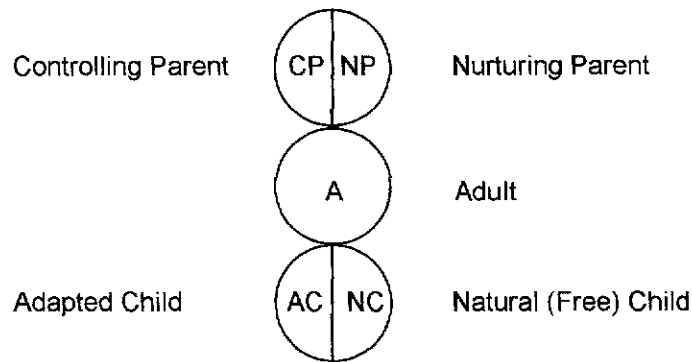 Controlling Parent CP NP Nurturing Parent
A Adult
Adapted Child AC NC Natural (Free) Child